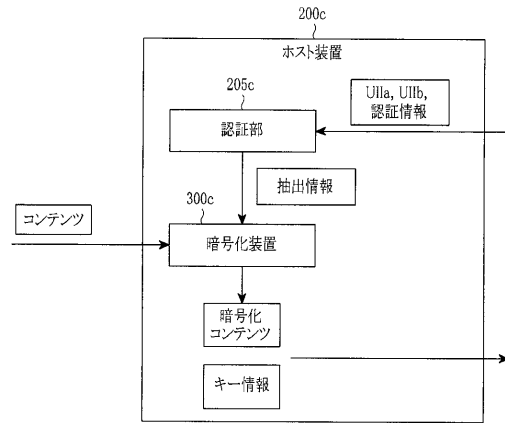 200c
ホスト装置
205c
UIIa, UIIb,
認証情報
認証部
抽出情報
300c
コンテンツ
暗号化装置
暗号化
コンテンツ
キー情報